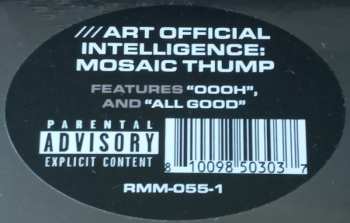 ///ART OFFICIAL
INTELLIGENCE:
MOSAIC THUMP
FEATURES "OOOH",
AND "ALL GOOD"
PARENTAL
ADVISORY
EXPLICIT CONTENT
8 10098 50303 7
RMM-055-1